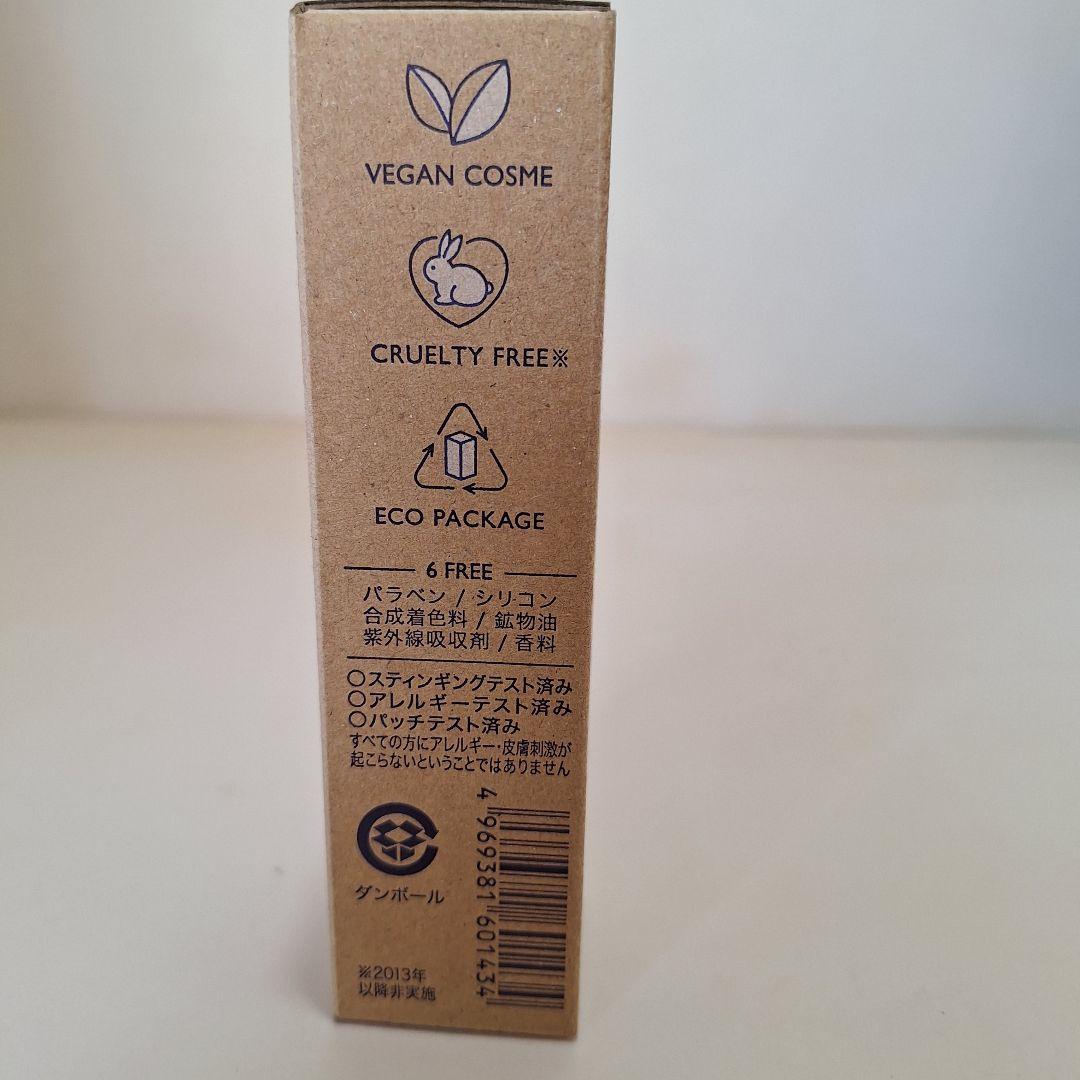 VEGAN COSME
CRUELTY FREE※
ECO PACKAGE
6 FREE
パラベン / シリコン
合成着色料 / 鉱物油
紫外線吸収剤 / 香料
○スティンギングテスト済み
○アレルギーテスト済み
○パッチテスト済み
すべての方にアレルギー・皮膚刺激が
起こらないということではありません
ダンボール
4 969381 601434
※2013年
以降非実施